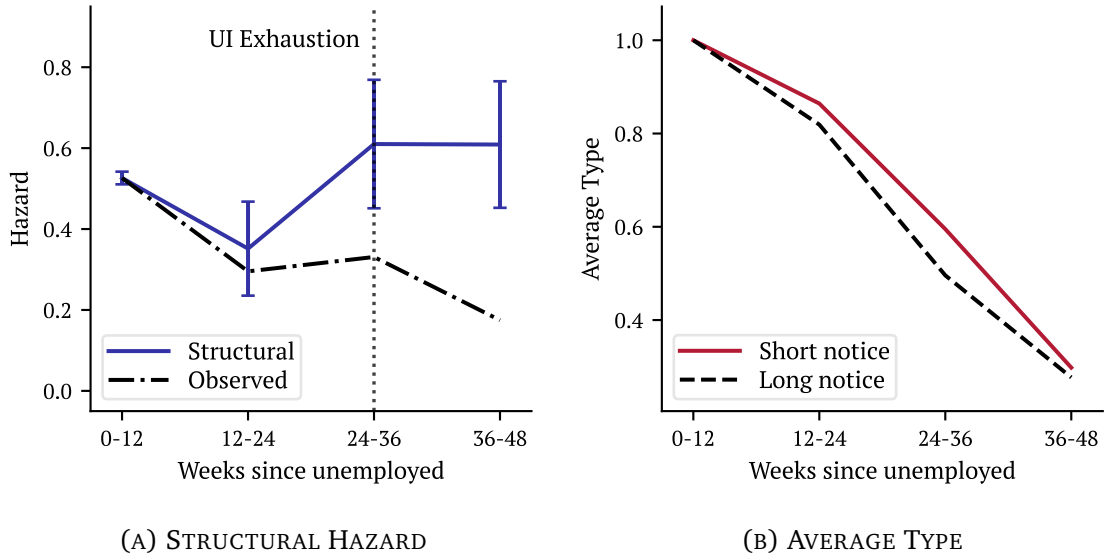 UI Exhaustion
0.8
0.6
0.4
0.2
0.0
Hazard
Structural
Observed
0-12 12-24 24-36 36-48
Weeks since unemployed
(A) STRUCTURAL HAZARD
1.0
0.8
0.6
0.4
Average Type
Short notice
Long notice
0-12 12-24 24-36 36-48
Weeks since unemployed
(B) AVERAGE TYPE